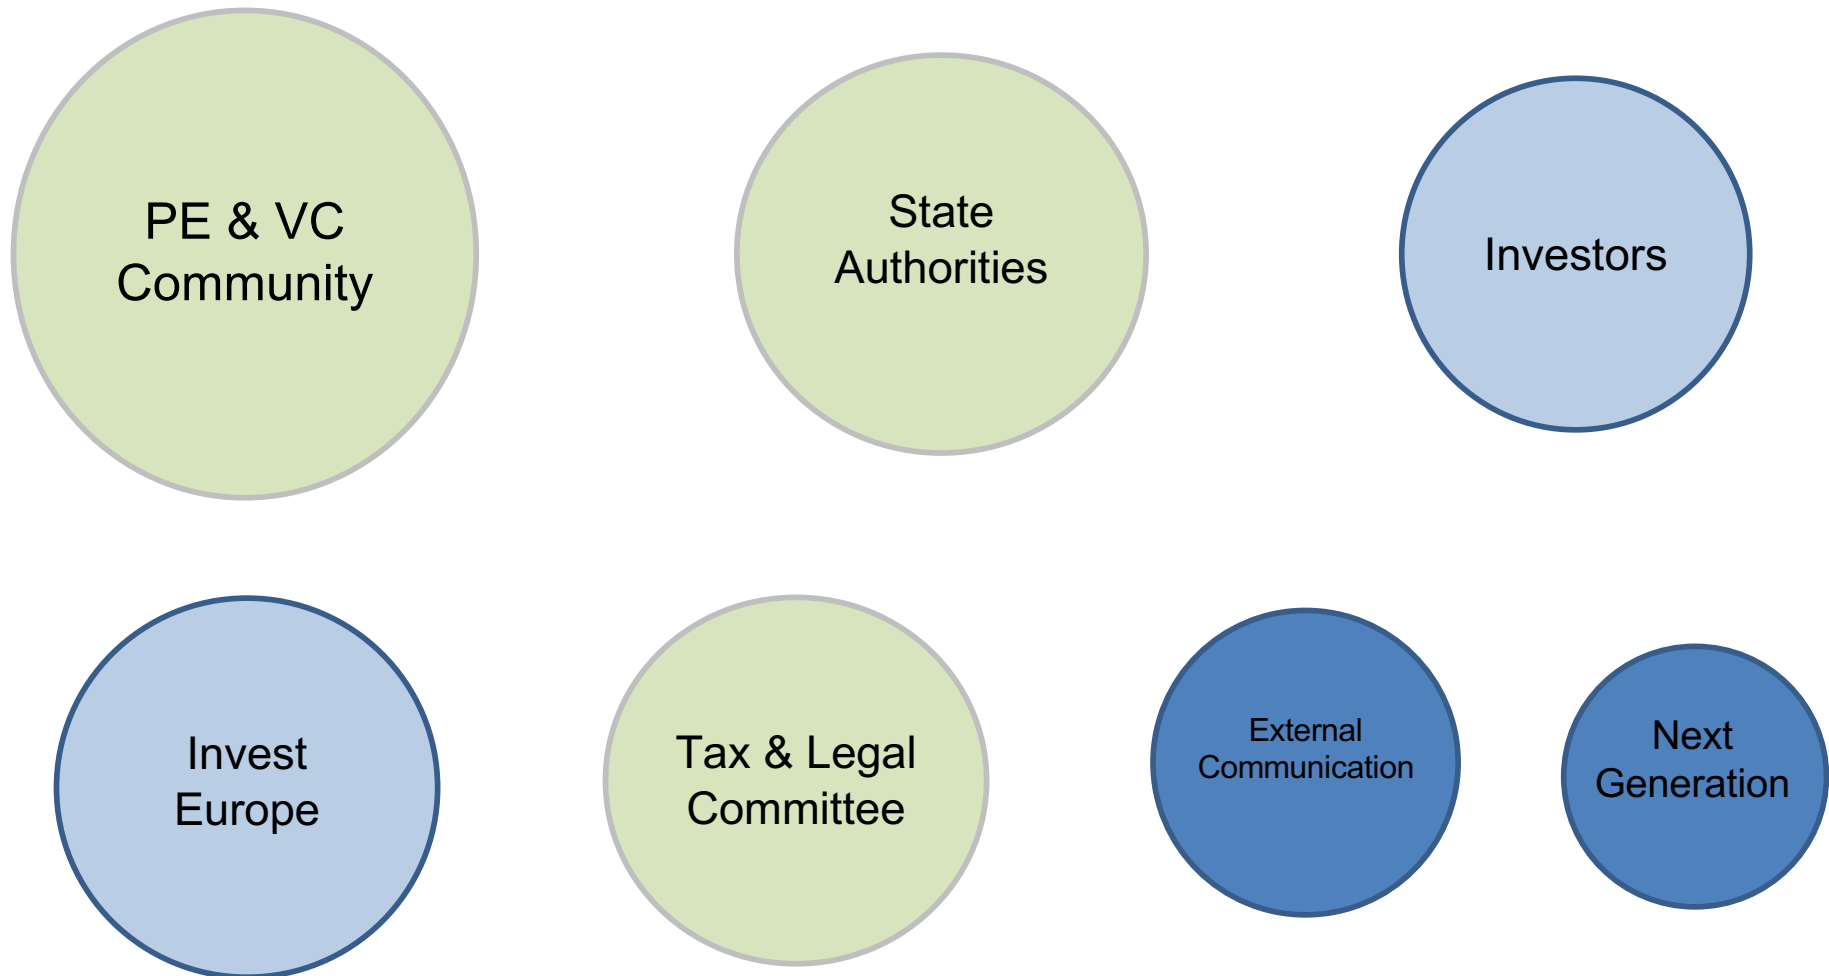 PE & VC
Community
State
Authorities
Investors
Invest
Europe
Tax & Legal
Committee
External
Communication
Next
Generation